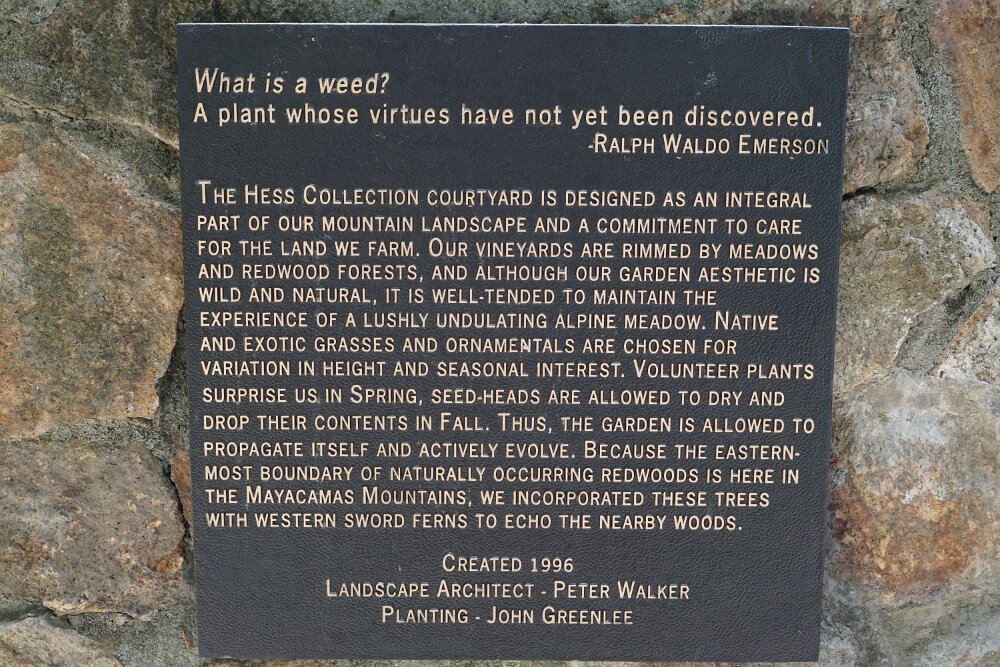 What is a weed?
A plant whose virtues have not yet been discovered.
-Ralph Waldo Emerson
The Hess Collection courtyard is designed as an integral
part of our mountain landscape and a commitment to care
for the land we farm. Our vineyards are rimmed by meadows
and redwood forests, and although our garden aesthetic is
wild and natural, it is well-tended to maintain the
experience of a lushly undulating alpine meadow. Native
and exotic grasses and ornamentals are chosen for
variation in height and seasonal interest. Volunteer plants
surprise us in Spring, seed-heads are allowed to dry and
drop their contents in Fall. Thus, the garden is allowed to
propagate itself and actively evolve. Because the eastern-
most boundary of naturally occurring redwoods is here in
the Mayacamas Mountains, we incorporated these trees
with western sword ferns to echo the nearby woods.
Created 1996
Landscape Architect - Peter Walker
Planting - John Greenlee